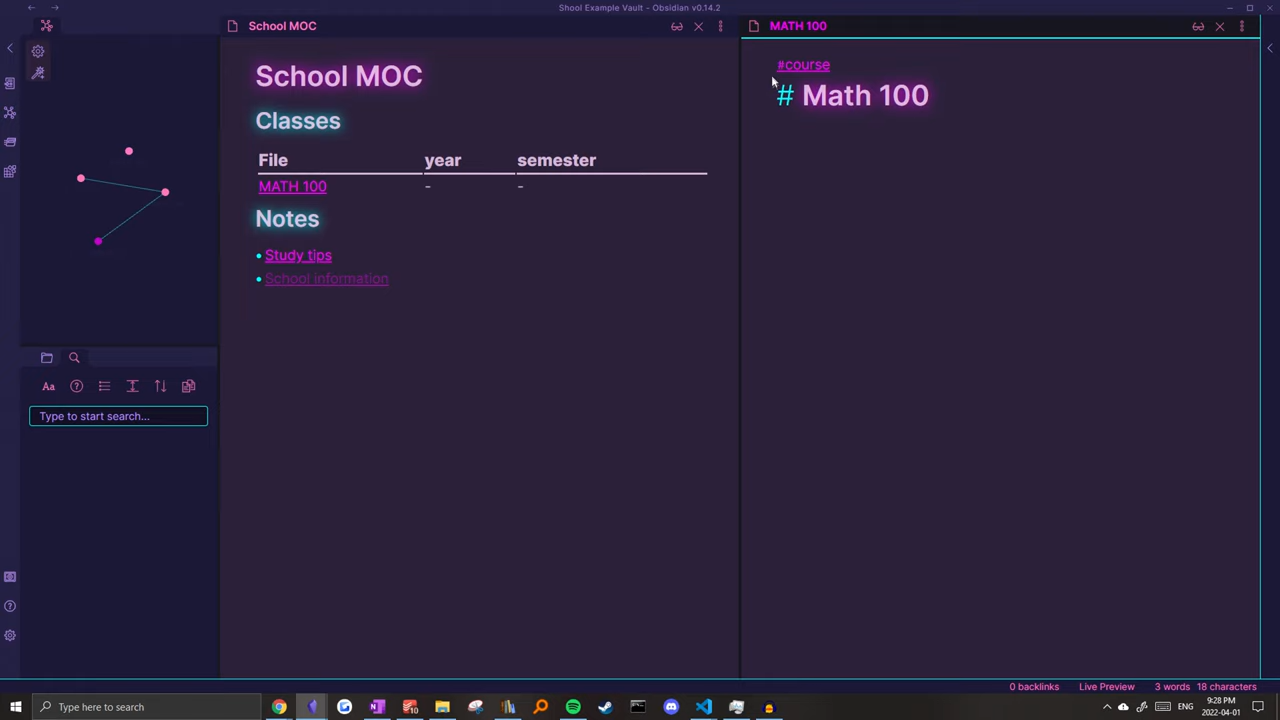 Shool Example Vault - Obsidian v0.14.2
School MOC
MATH 100
School MOC
Classes
File year semester
MATH 100 - -
Notes
• Study tips
• School information
#course
# Math 100
Aa
Type to start search...
0 backlinks Live Preview 3 words 18 characters
Type here to search
10
ENG
9:28 PM
2022-04-01